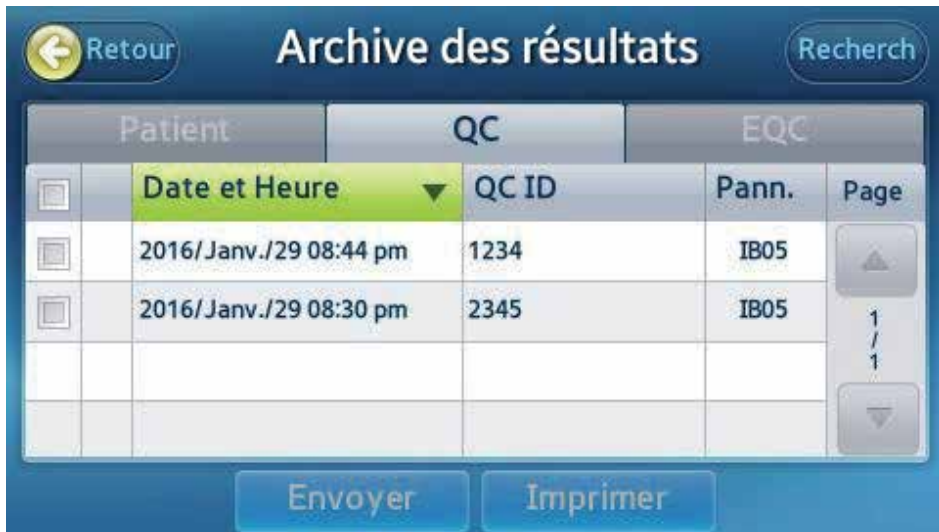 Retour Archive des résultats Recherch
Patient QC EQC
Date et Heure QC ID Pann. Page
2016/Janv./29 08:44 pm 1234 IB05
2016/Janv./29 08:30 pm 2345 IB05
1
/
1
Envoyer Imprimer